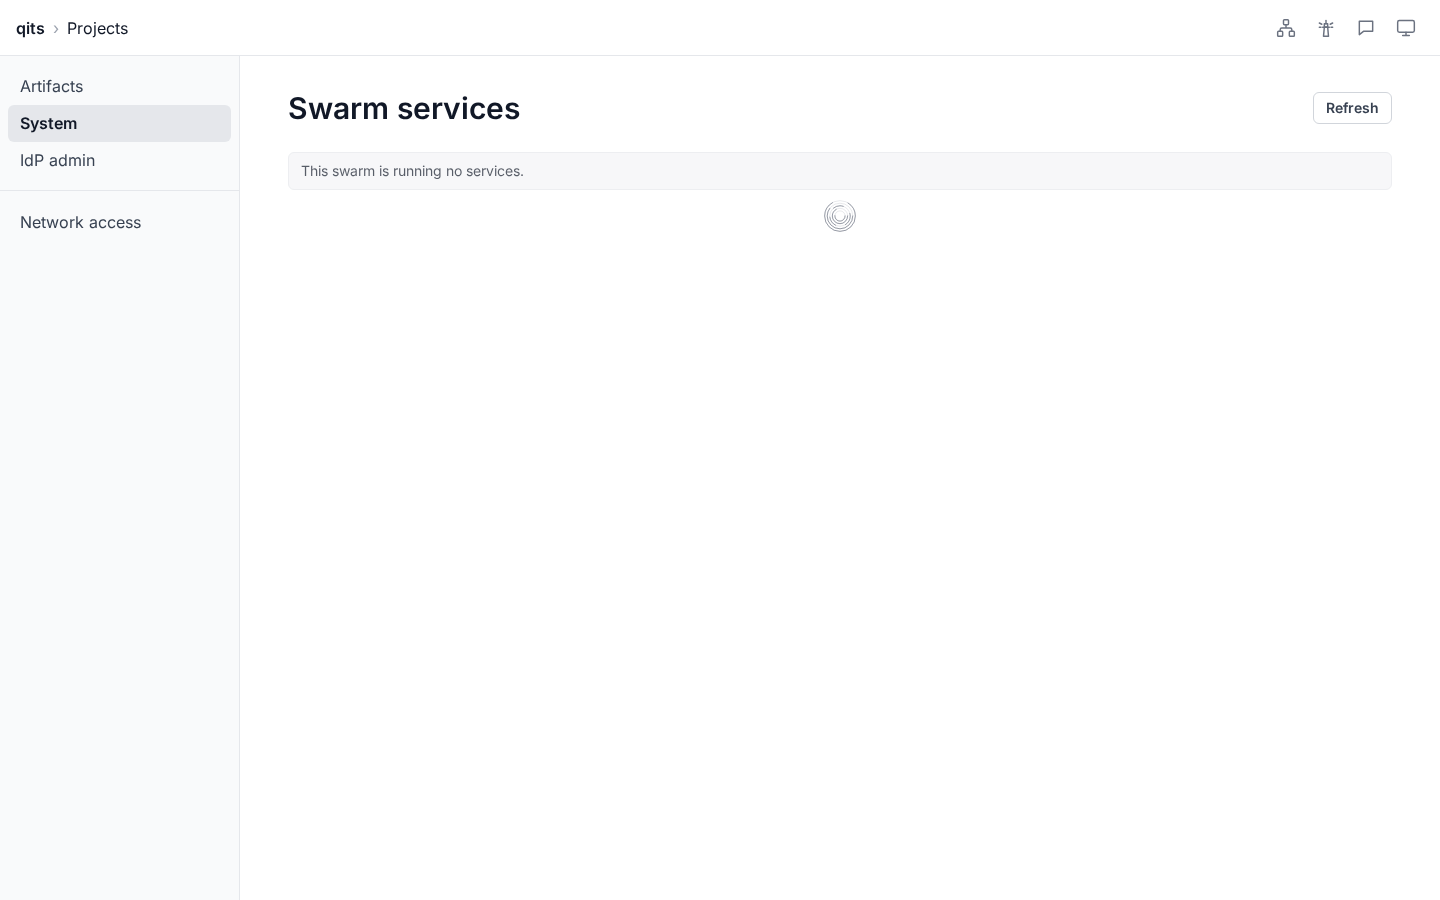 qits › Projects
Artifacts
System
IdP admin
Network access
Swarm services
Refresh
This swarm is running no services.